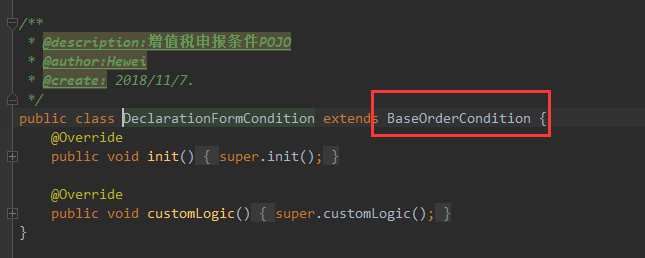 /**
* @description:增值税申报条件POJO
* @author:Hewei
* @create: 2018/11/7.
*/
public class DeclarationFormCondition extends BaseOrderCondition {
@Override
public void init() { super.init(); }
@Override
public void customLogic() { super.customLogic(); }
}